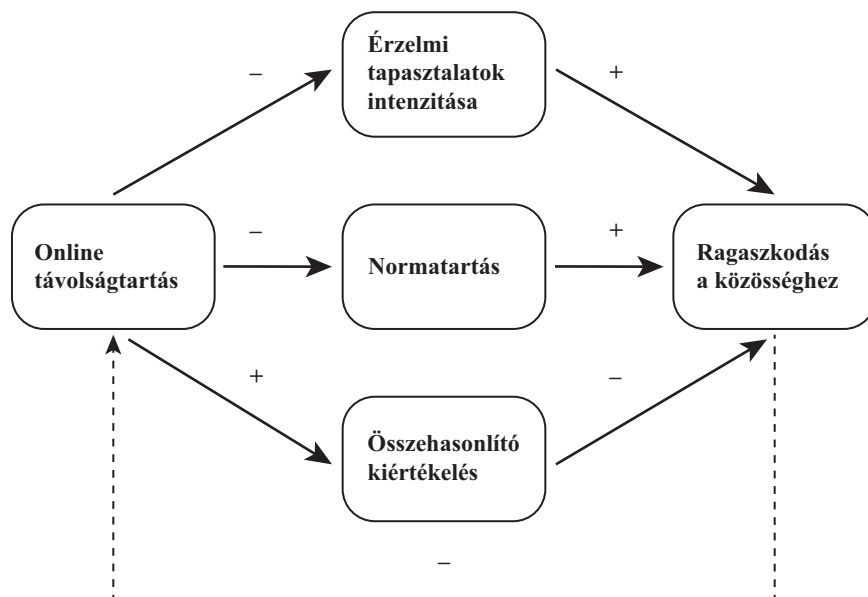 Érzelmi
tapasztalatok
intenzitása
–
+
Online
távolságtartás
–
Normatartás
+
Ragaszkodás
a közösséghez
+
Összehasonlító
kiértékelés
–
–